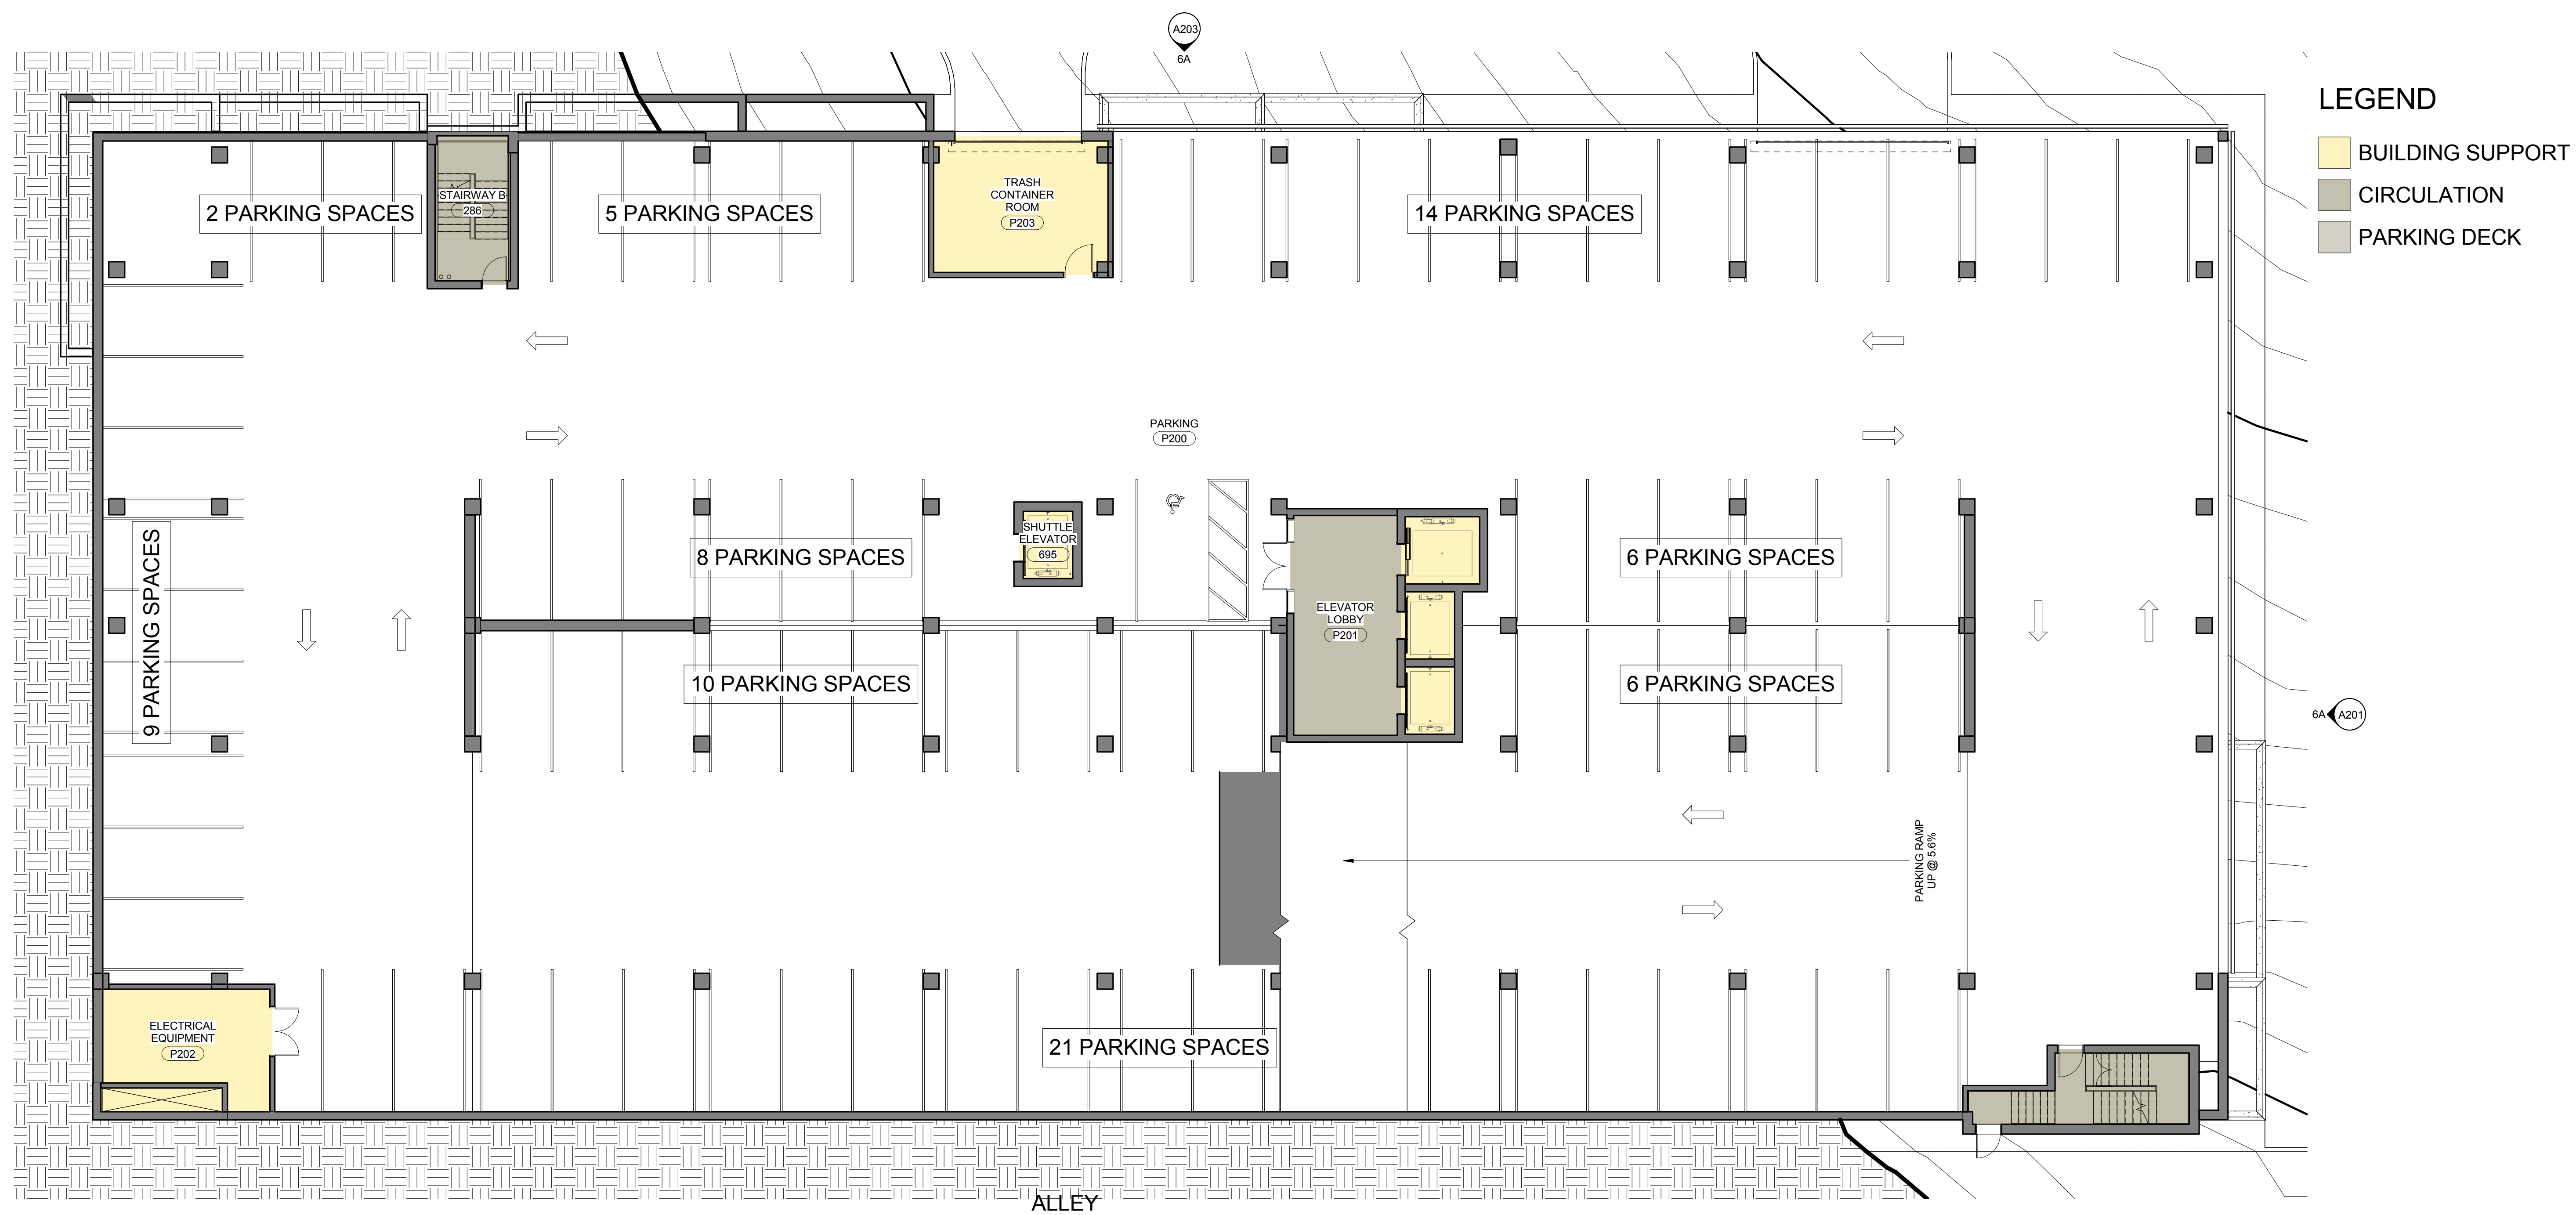 A203
6A
LEGEND
BUILDING SUPPORT
CIRCULATION
PARKING DECK
2 PARKING SPACES
STAIRWAY B
286
5 PARKING SPACES
TRASH
CONTAINER
ROOM
P203
14 PARKING SPACES
PARKING
P200
9 PARKING SPACES
8 PARKING SPACES
SHUTTLE
ELEVATOR
695
6 PARKING SPACES
ELEVATOR
LOBBY
P201
10 PARKING SPACES
6 PARKING SPACES
6A
A201
PARKING RAMP
UP @ 5.6%
ELECTRICAL
EQUIPMENT
P202
21 PARKING SPACES
ALLEY